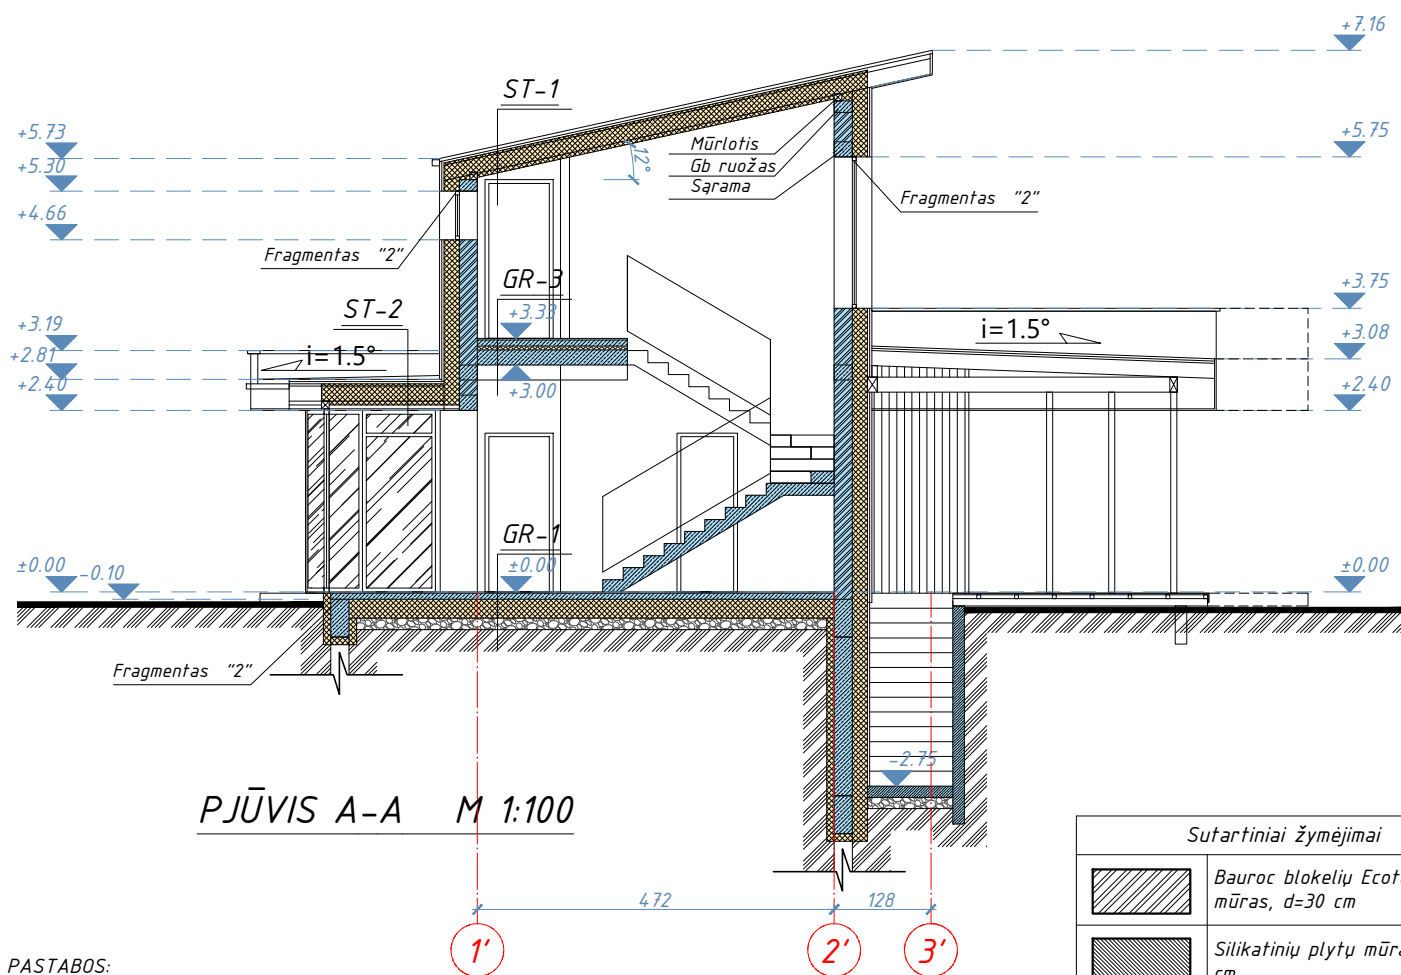 +7.16
ST-1
+5.73
+5.30
+4.66
Mūrlotis
Gb ruožas
Sąrama
12°
+5.75
Fragmentas "2"
Fragmentas "2"
GR-3
+3.33
ST-2
+3.19
+2.81
+2.40
i=1.5°
+3.00
i=1.5°
+3.75
+3.08
+2.40
GR-1
±0.00
-0.10
±0.00
±0.00
Fragmentas "2"
-2.75
PJŪVIS A-A M 1:100
472
128
1'
2'
3'
Sutartiniai žymėjimai
Bauroc blokelių
mūras, d=30 cm
Silikatinių plytų
cm
PASTABOS: